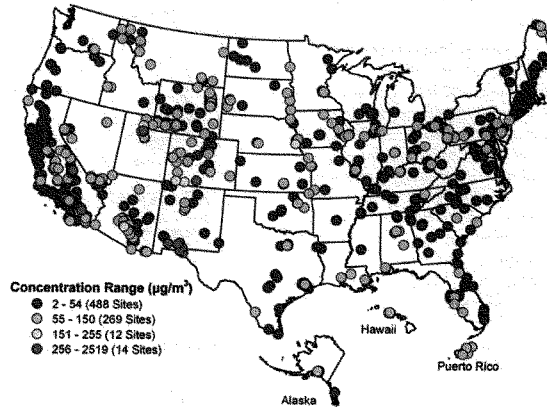 Concentration Range (µg/m³)
2 - 54 (488 Sites)
55 - 150 (269 Sites)
151 - 255 (12 Sites)
256 - 2519 (14 Sites)
Hawaii
Puerto Rico
Alaska